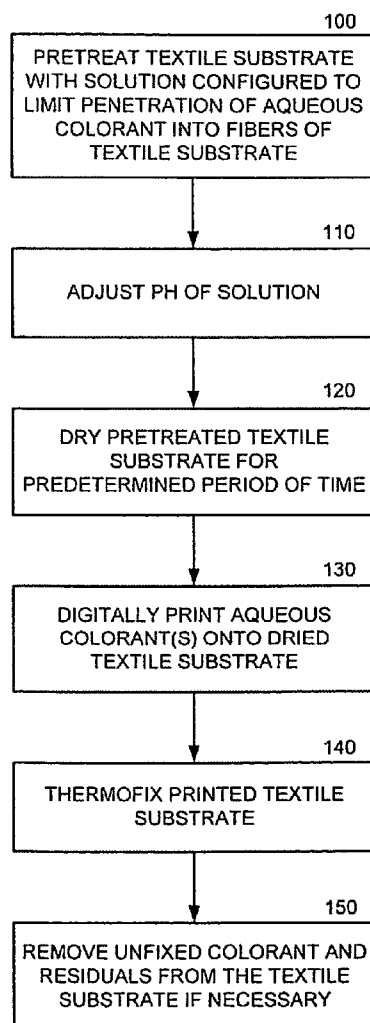 100
PRETREAT TEXTILE SUBSTRATE
WITH SOLUTION CONFIGURED TO
LIMIT PENETRATION OF AQUEOUS
COLORANT INTO FIBERS OF
TEXTILE SUBSTRATE
110
ADJUST PH OF SOLUTION
120
DRY PRETREATED TEXTILE
SUBSTRATE FOR
PREDETERMINED PERIOD OF TIME
130
DIGITALLY PRINT AQUEOUS
COLORANT(S) ONTO DRIED
TEXTILE SUBSTRATE
140
THERMOFIX PRINTED TEXTILE
SUBSTRATE
150
REMOVE UNFIXED COLORANT AND
RESIDUALS FROM THE TEXTILE
SUBSTRATE IF NECESSARY